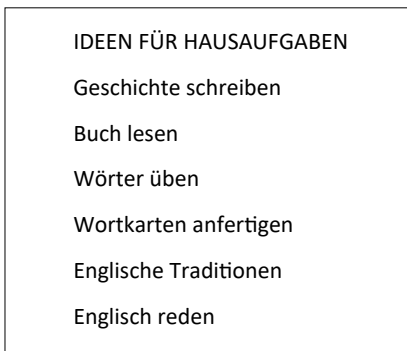 IDEEN FÜR HAUSAUFGABEN
Geschichte schreiben
Buch lesen
Wörter üben
Wortkarten anfertigen
Englische Traditionen
Englisch reden